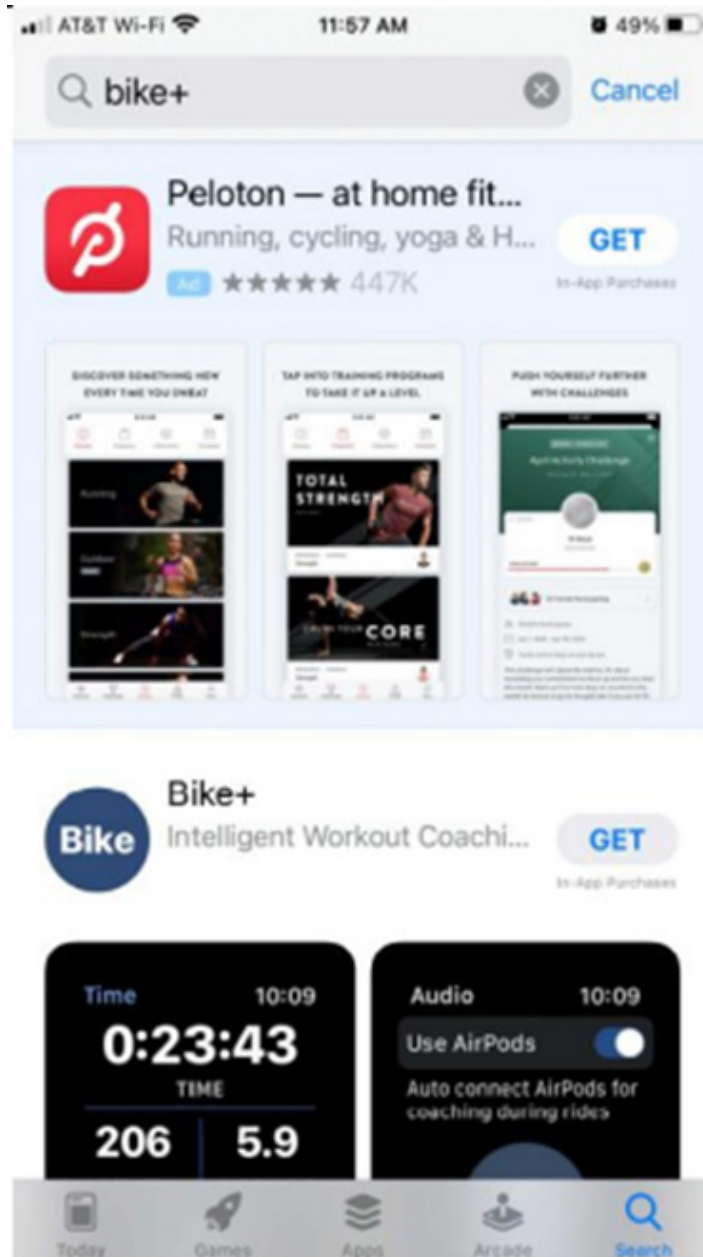 AT&T Wi-Fi 11:57 AM 49%
bike+ Cancel
Peloton — at home fit...
Running, cycling, yoga & H...
GET
Ad ★★★★★ 447K
In-App Purchases
DISCOVER SOMETHING NEW
EVERY TIME YOU SWEAT
TAP INTO TRAINING PROGRAMS
TO TAKE IT UP A LEVEL
PUSH YOURSELF FURTHER
WITH CHALLENGES
Running
Outdoor
Strength
TOTAL
STRENGTH
CRUSH YOUR CORE
Strength
April Activity Challenge
Bike+
Bike
Intelligent Workout Coachi...
GET
In-App Purchases
Time 10:09
0:23:43
TIME
206 5.9
Audio 10:09
Use AirPods
Auto connect AirPods for
coaching during rides
Today Games Apps Arcade Search